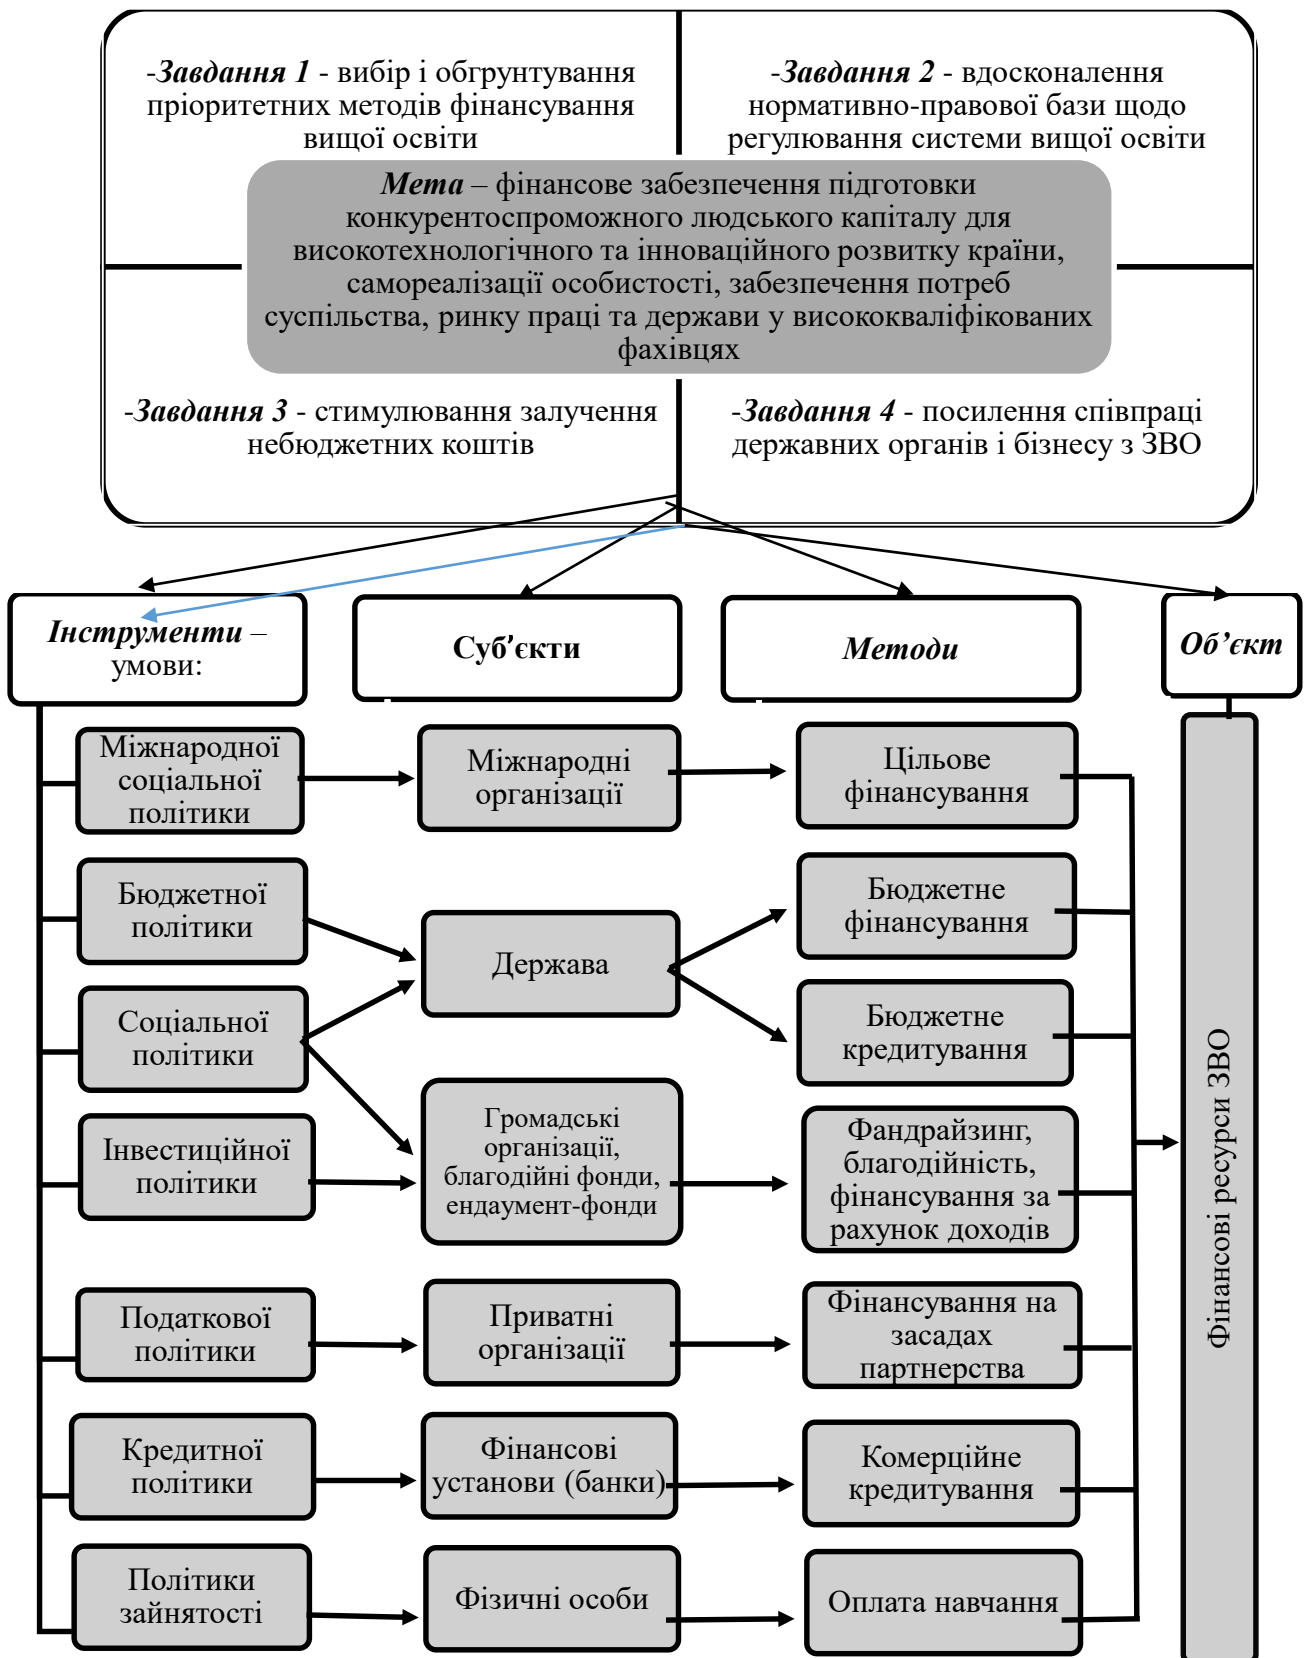 -Завдання 1 - вибір і обгрунтування
пріоритетних методів фінансування
вищої освіти
-Завдання 2 - вдосконалення
нормативно-правової бази щодо
регулювання системи вищої освіти
Мета – фінансове забезпечення підготовки
конкурентоспроможного людського капіталу для
високотехнологічного та інноваційного розвитку країни,
самореалізації особистості, забезпечення потреб
суспільства, ринку праці та держави у висококваліфікованих
фахівцях
-Завдання 3 - стимулювання залучення
небюджетних коштів
-Завдання 4 - посилення співпраці
державних органів і бізнесу з ЗВО
Інструменти –
умови:
Суб'єкти
Методи
Об’єкт
Міжнародної
соціальної
політики
Міжнародні
організації
Цільове
фінансування
Бюджетної
політики
Держава
Бюджетне
фінансування
Соціальної
політики
Бюджетне
кредитування
Інвестиційної
політики
Громадські
організації,
благодійні фонди,
ендаумент-фонди
Фандрайзинг,
благодійність,
фінансування за
рахунок доходів
Податкової
політики
Приватні
організації
Фінансування на
засадах
партнерства
Кредитної
політики
Фінансові
установи (банки)
Комерційне
кредитування
Політики
зайнятості
Фізичні особи
Оплата навчання
Фінансові ресурси ЗВО